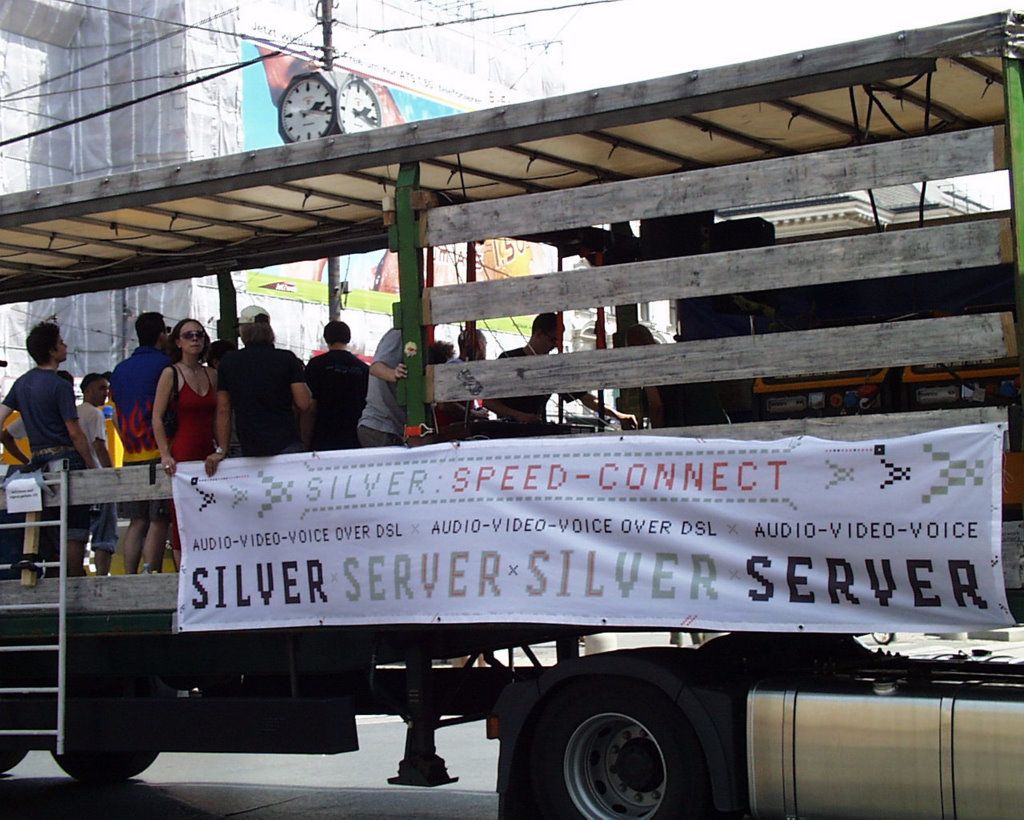 SILVER:SPEED-CONNECT
AUDIO-VIDEO-VOICE OVER DSL × AUDIO-VIDEO-VOICE OVER DSL × AUDIO-VIDEO-VOICE
SILVER × SERVER × SILVER × SERVER